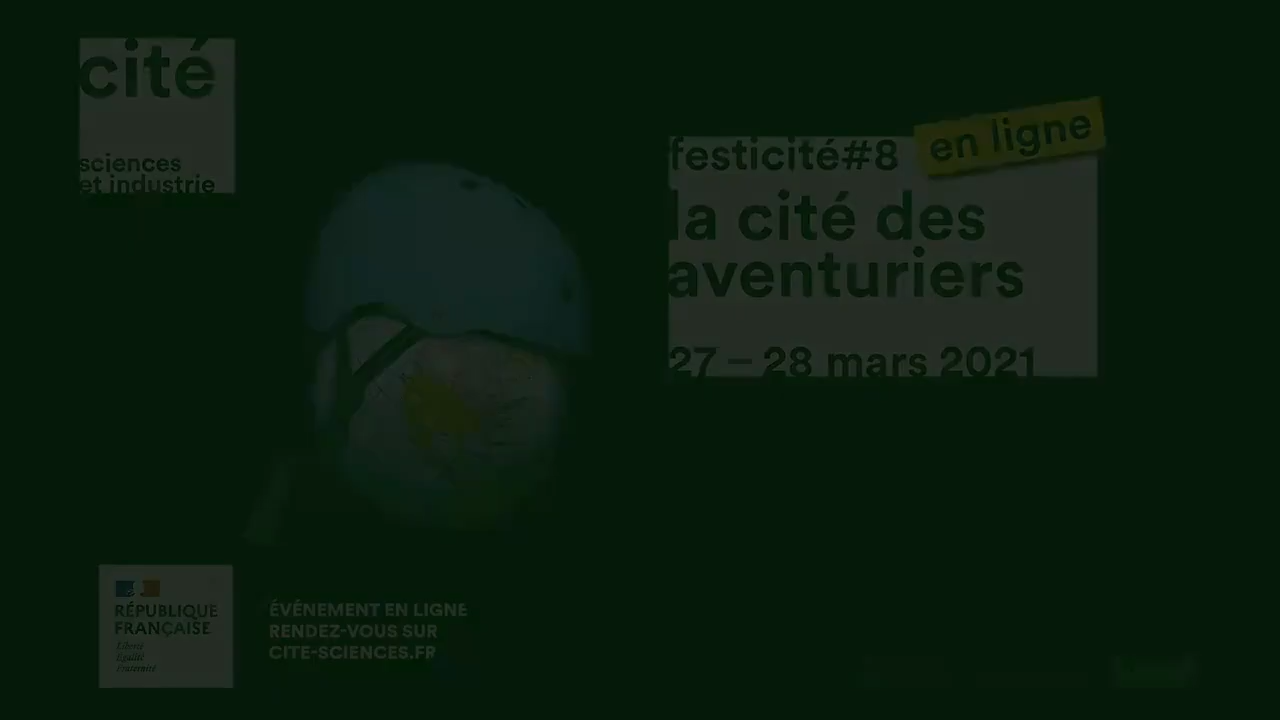 cité
sciences
et industrie
en ligne
festicité#8
la cité des
aventuriers
27 – 28 mars 2021
RÉPUBLIQUE
FRANÇAISE
Liberté
Égalité
Fraternité
ÉVÉNEMENT EN LIGNE
RENDEZ-VOUS SUR
CITE-SCIENCES.FR